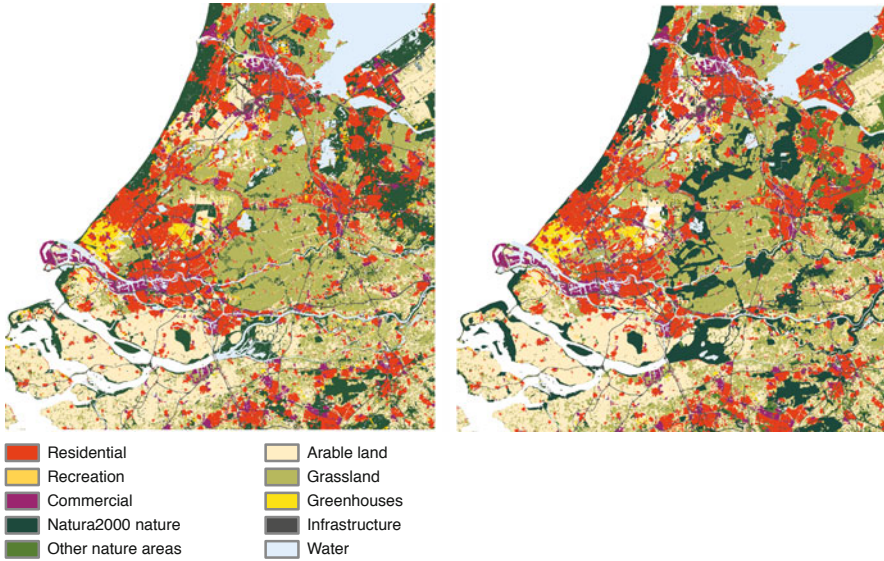 Residential
Recreation
Commercial
Natura2000 nature
Other nature areas
Arable land
Grassland
Greenhouses
Infrastructure
Water